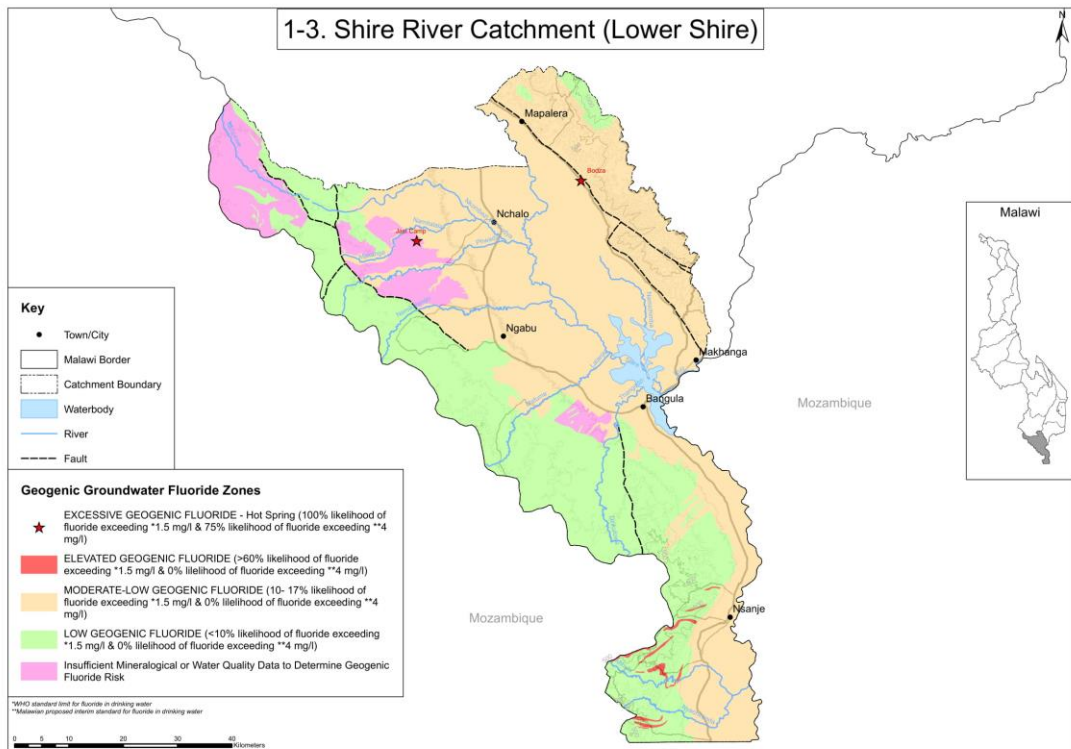 1-3. Shire River Catchment (Lower Shire)
N
Mapalera
Bodza
Nchalo
Jusi Camp
Malawi
Ngabu
Makhanga
Bangula
Mozambique
Mozambique
Nsanje
Key
Town/City
Malawi Border
Catchment Boundary
Waterbody
River
Fault
Geogenic Groundwater Fluoride Zones
EXCESSIVE GEOGENIC FLUORIDE - Hot Spring (100% likelihood of
fluoride exceeding *1.5 mg/l & 75% likelihood of fluoride exceeding **4
mg/l)
ELEVATED GEOGENIC FLUORIDE (>60% likelihood of fluoride
exceeding *1.5 mg/l & 0% lilelihood of fluoride exceeding **4 mg/l)
MODERATE-LOW GEOGENIC FLUORIDE (10- 17% likelihood of
fluoride exceeding *1.5 mg/l & 0% lilelihood of fluoride exceeding **4
mg/l)
LOW GEOGENIC FLUORIDE (<10% likelihood of fluoride exceeding
*1.5 mg/l & 0% lilelihood of fluoride exceeding **4 mg/l)
Insufficient Mineralogical or Water Quality Data to Determine Geogenic
Fluoride Risk
*WHO standard limit for fluoride in drinking water
**Malawian proposed interim standard for fluoride in drinking water
0 5 10 20 30 40
Kilometers